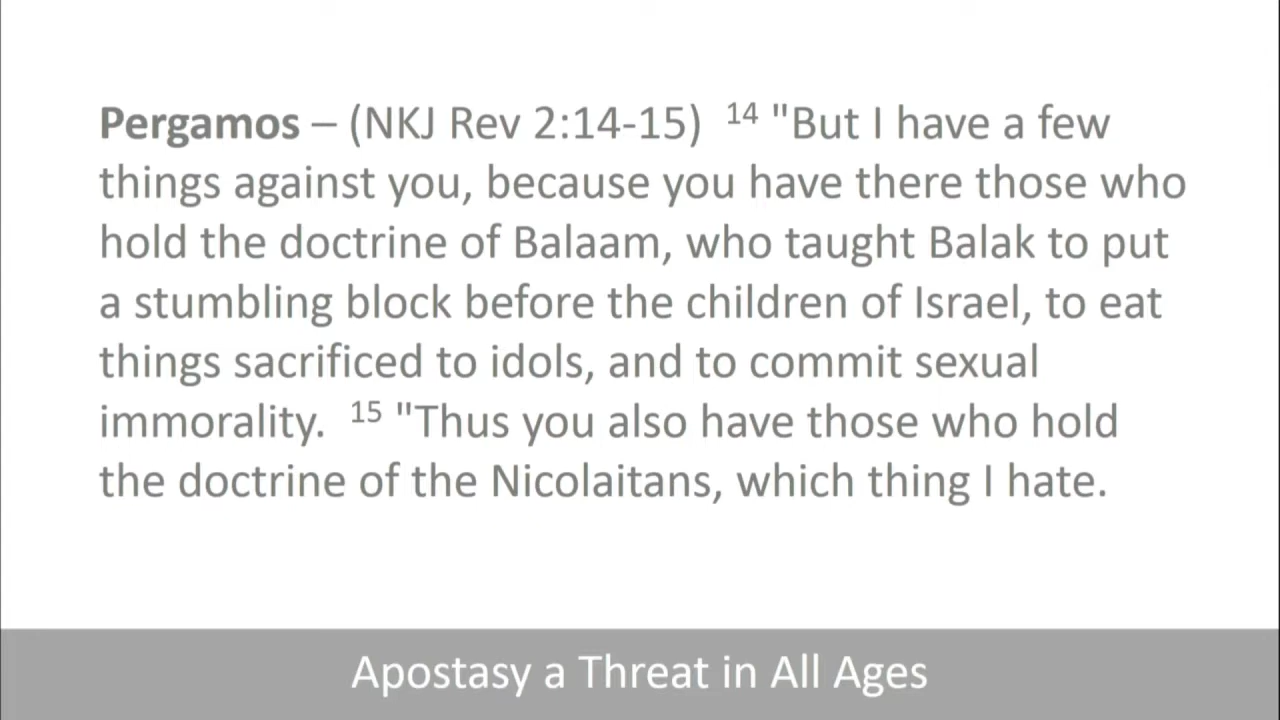 Pergamos – (NKJ Rev 2:14-15)  14 "But I have a few
things against you, because you have there those who
hold the doctrine of Balaam, who taught Balak to put
a stumbling block before the children of Israel, to eat
things sacrificed to idols, and to commit sexual
immorality.  15 "Thus you also have those who hold
the doctrine of the Nicolaitans, which thing I hate.
Apostasy a Threat in All Ages